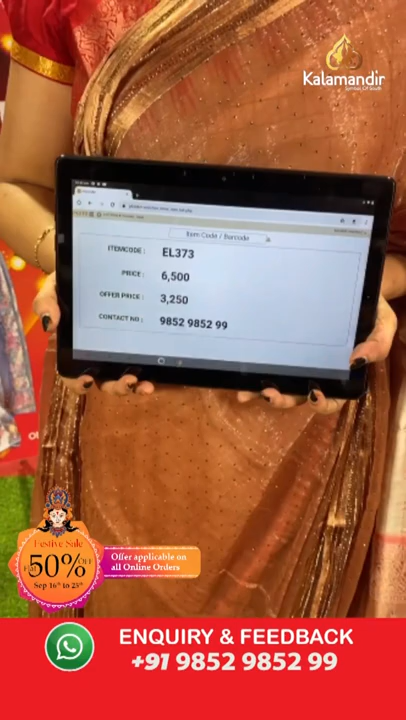 Kalamandir
Symbol Of South
Item Code / Barcode
ITEMCODE : EL373
PRICE : 6,500
OFFER PRICE : 3,250
CONTACT NO : 9852 9852 99
Festive Sale
Flat 50% OFF
Sep 16th to 25th
Offer applicable on
all Online Orders
ENQUIRY & FEEDBACK
+91 9852 9852 99